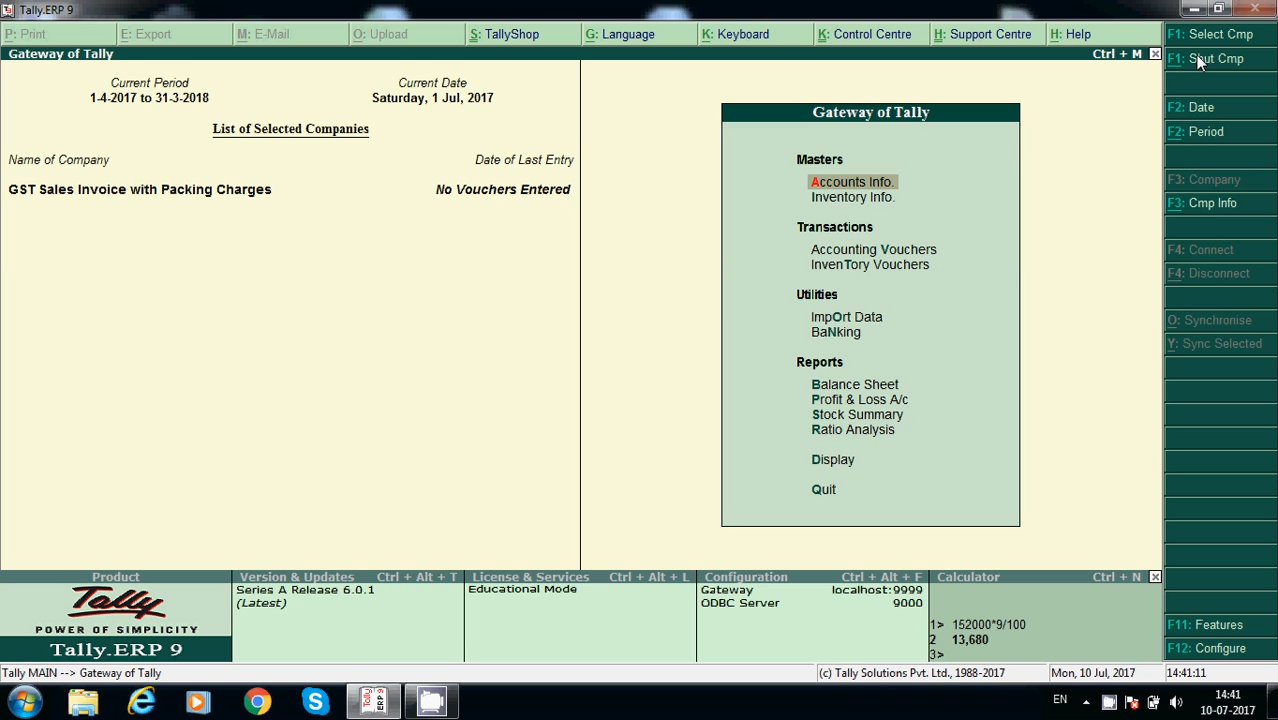 Tally.ERP 9
P: Print
E: Export
M: E-Mail
O: Upload
S: TallyShop
G: Language
K: Keyboard
K: Control Centre
H: Support Centre
H: Help
F1: Select Cmp
F1: Shut Cmp
F2: Date
F2: Period
F3: Company
F3: Cmp Info
F4: Connect
F4: Disconnect
O: Synchronise
Y: Sync Selected
F11: Features
F12: Configure
Gateway of Tally
Ctrl + M
Current Period
1-4-2017 to 31-3-2018
Current Date
Saturday, 1 Jul, 2017
List of Selected Companies
Name of Company
Date of Last Entry
GST Sales Invoice with Packing Charges
No Vouchers Entered
Gateway of Tally
Masters
Accounts Info.
Inventory Info.
Transactions
Accounting Vouchers
InvenTory Vouchers
Utilities
ImpOrt Data
BaNking
Reports
Balance Sheet
Profit & Loss A/c
Stock Summary
Ratio Analysis
Display
Quit
Product
Tally
POWER OF SIMPLICITY
Tally.ERP 9
Version & Updates Ctrl + Alt + T
Series A Release 6.0.1
(Latest)
License & Services Ctrl + Alt + L
Educational Mode
Configuration Ctrl + Alt + F
Gateway localhost:9999
ODBC Server 9000
Calculator Ctrl + N
1> 152000*9/100
2 13,680
3>
Tally MAIN --> Gateway of Tally
(c) Tally Solutions Pvt. Ltd., 1988-2017
Mon, 10 Jul, 2017
14:41:11
EN
14:41
10-07-2017